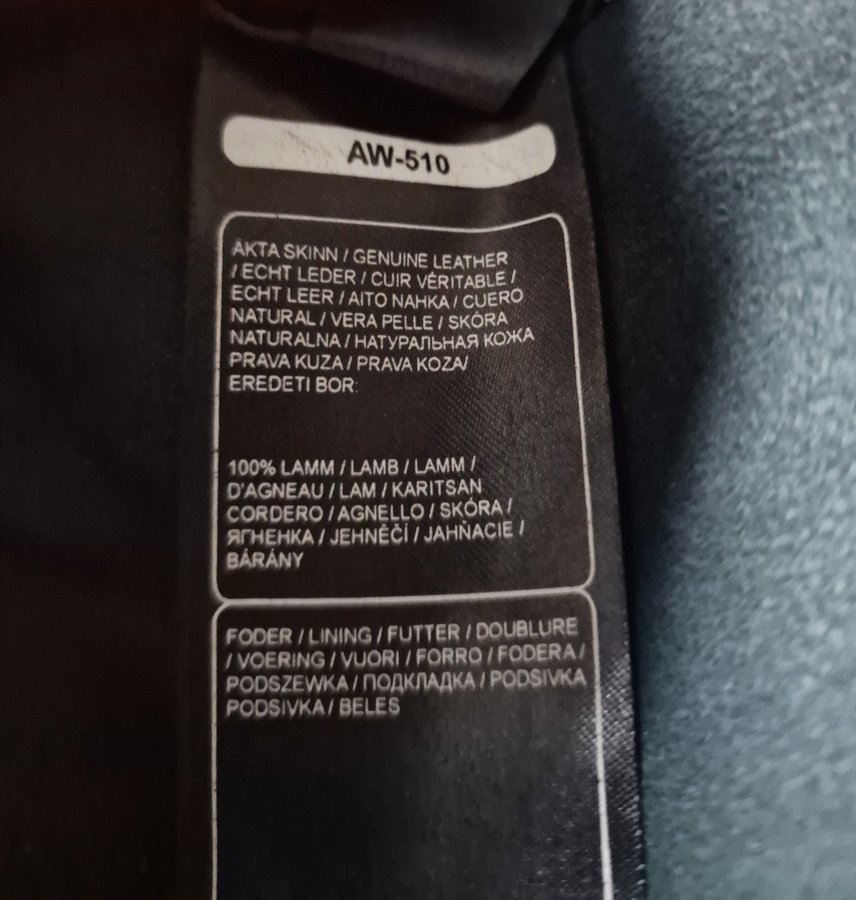 AW-510
ÄKTA SKINN / GENUINE LEATHER
/ ECHT LEDER / CUIR VÉRITABLE /
ECHT LEER / AITO NAHKA / CUERO
NATURAL / VERA PELLE / SKÓRA
NATURALNA / НАТУРАЛЬНАЯ КОЖА
PRAVA KUZA / PRAVA KOZA/
EREDETI BOR:
100% LAMM / LAMB / LAMM /
D'AGNEAU / LAM / KARITSAN
CORDERO / AGNELLO / SKÓRA /
ЯГНЕНКА / JEHNĚČÍ / JAHŇACIE /
BÁRÁNY
FODER / LINING / FUTTER / DOUBLURE
/ VOERING / VUORI / FORRO / FODERA /
PODSZEWKA / ПОДКЛАДКА / PODSIVKA
PODSIVKA / BELES